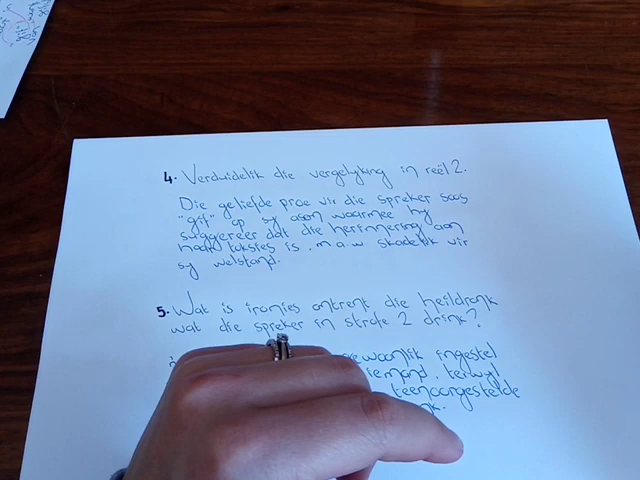 4. Verduidelik die vergelyking in reël 2.
Die geliefde proe vir die spreker soos
"gif" op sy asem waarmee hy
suggereer dat die herinnering aan
haar toksies is, m.a.w skadelik vir
sy welstand.
5. Wat is ironies omtrent die heildronk
wat die spreker in strofe 2 drink?
gewoonlik ingestel
iemand, terwyl
teenoorgestelde